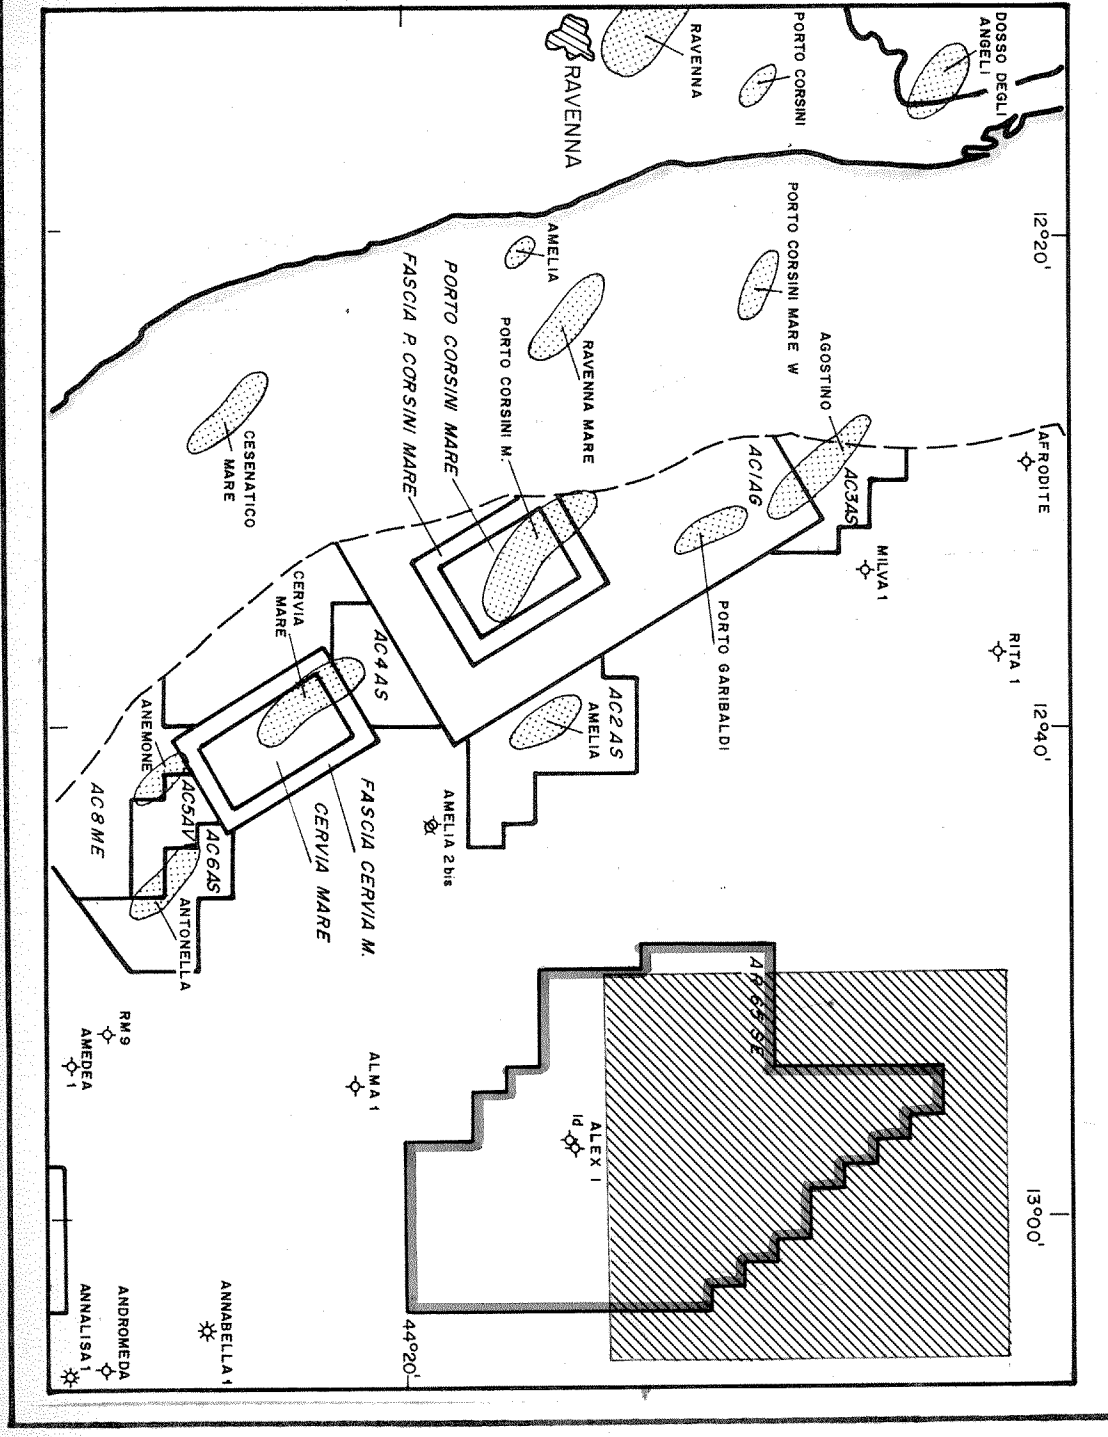 DOSSO DEGLI
ANGELI
PORTO CORSINI
RAVENNA
RAVENNA
12°20'
PORTO CORSINI MARE W
AMELIA
AGOSTINO
RAVENNA MARE
PORTO CORSINI M.
PORTO CORSINI MARE
FASCIA P. CORSINI MARE
CESENATICO
MARE
AFRODITE
AC3AS
AC1AG
MILVA 1
RITA 1
PORTO GARIBALDI
12°40'
AC2AS
AMELIA
AC4AS
CERVIA
MARE
ANEMONE
AC8ME
AC5AV
AC6AS
ANTONELLA
AMELIA 2bis
FASCIA CERVIA M.
CERVIA MARE
AR 65 SE
ALEX 1
1d
ALMA 1
RM9
AMEDEA
1
13°00'
44°20'
ANNABELLA 1
ANDROMEDA
ANNALISA 1